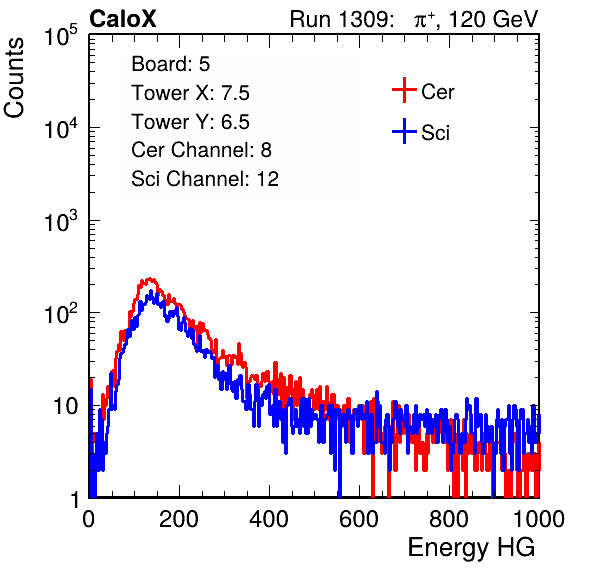 CaloX Run 1309: π⁺, 120 GeV
Counts
10⁵
10⁴
10³
10²
10
1
Board: 5
Tower X: 7.5
Tower Y: 6.5
Cer Channel: 8
Sci Channel: 12
Cer
Sci
0 200 400 600 800 1000
Energy HG